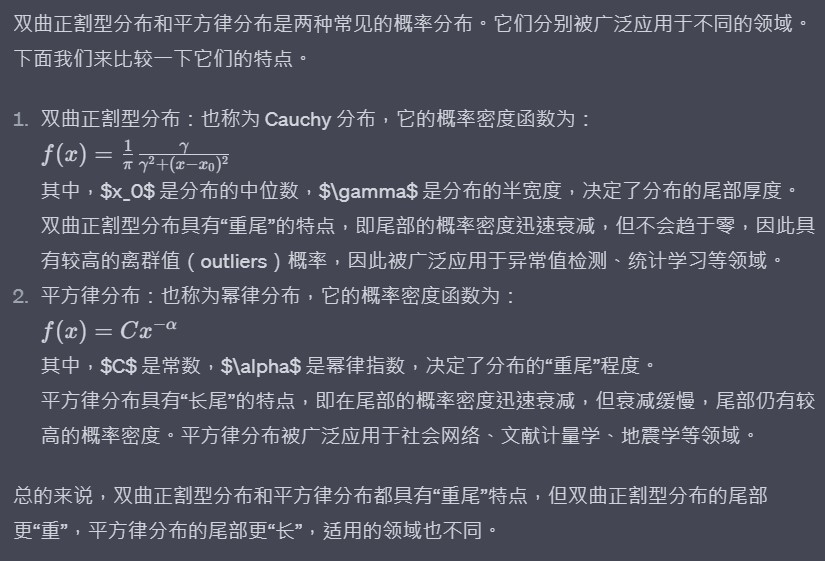 双曲正割型分布和平方律分布是两种常见的概率分布。它们分别被广泛应用于不同的领域。
下面我们来比较一下它们的特点。
1. 双曲正割型分布：也称为 Cauchy 分布，它的概率密度函数为：
f(x) = \frac{1}{π} \frac{γ}{γ^2+(x−x_0)^2}
其中，$x_0$ 是分布的中位数，$\gamma$ 是分布的半宽度，决定了分布的尾部厚度。
双曲正割型分布具有“重尾”的特点，即尾部的概率密度迅速衰减，但不会趋于零，因此具
有较高的离群值（outliers）概率，因此被广泛应用于异常值检测、统计学习等领域。
2. 平方律分布：也称为幂律分布，它的概率密度函数为：
f(x) = Cx^{−α}
其中，$C$ 是常数，$\alpha$ 是幂律指数，决定了分布的“重尾”程度。
平方律分布具有“长尾”的特点，即在尾部的概率密度迅速衰减，但衰减缓慢，尾部仍有较
高的概率密度。平方律分布被广泛应用于社会网络、文献计量学、地震学等领域。
总的来说，双曲正割型分布和平方律分布都具有“重尾”特点，但双曲正割型分布的尾部
更“重”，平方律分布的尾部更“长”，适用的领域也不同。